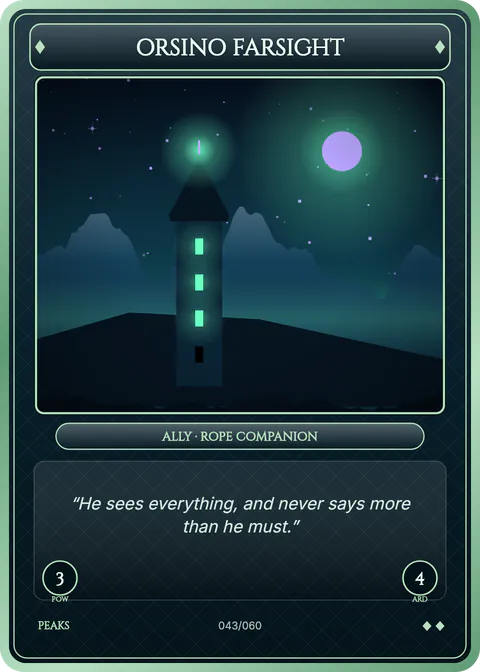 ORSINO FARSIGHT
ALLY · ROPE COMPANION
“He sees everything, and never says more
than he must.”
3
POW
4
ARD
PEAKS
043/060